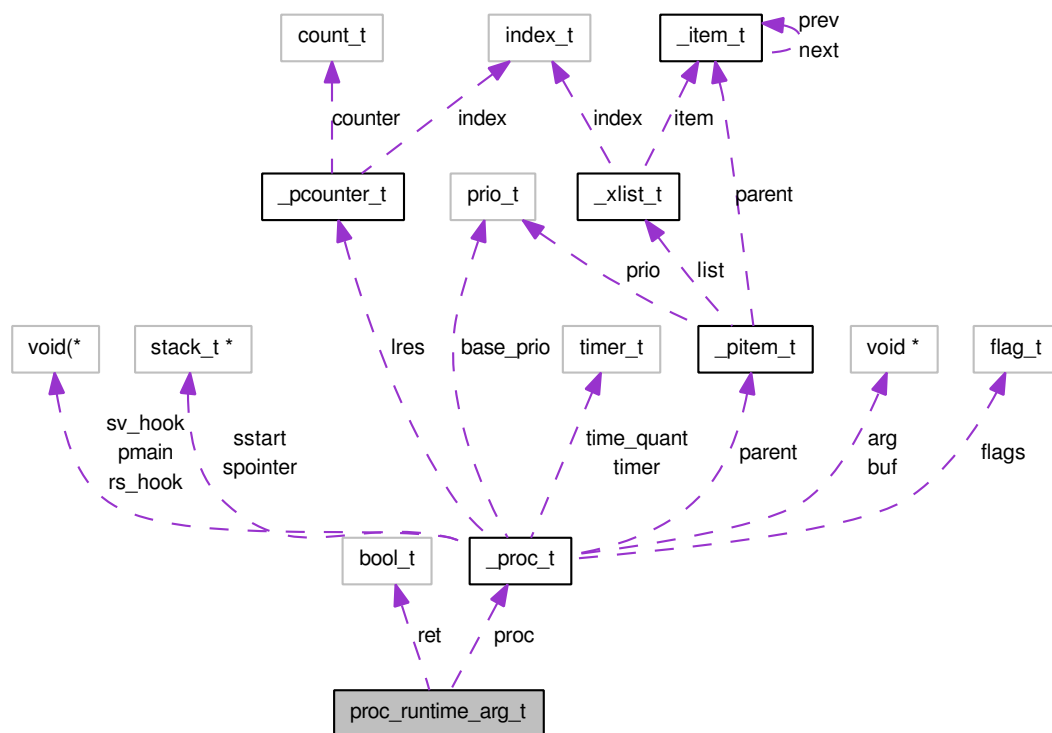 count_t
index_t
_item_t
prev
next
counter
index
index
item
_pcounter_t
prio_t
_xlist_t
parent
prio
list
void(*
stack_t *
lres
base_prio
timer_t
_pitem_t
void *
flag_t
sv_hook
pmain
rs_hook
sstart
spointer
time_quant
timer
parent
arg
buf
flags
bool_t
_proc_t
ret
proc
proc_runtime_arg_t